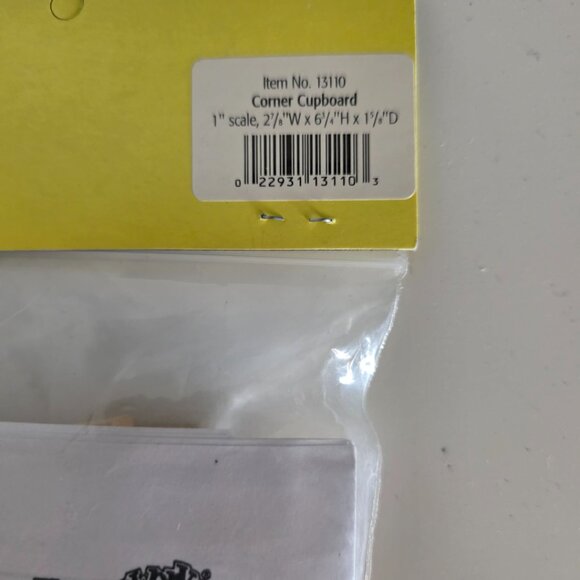 Item No. 13110
Corner Cupboard
1" scale, 2⅞"W x 6¾"H x 1⅝"D
0 22931 13110 3
®